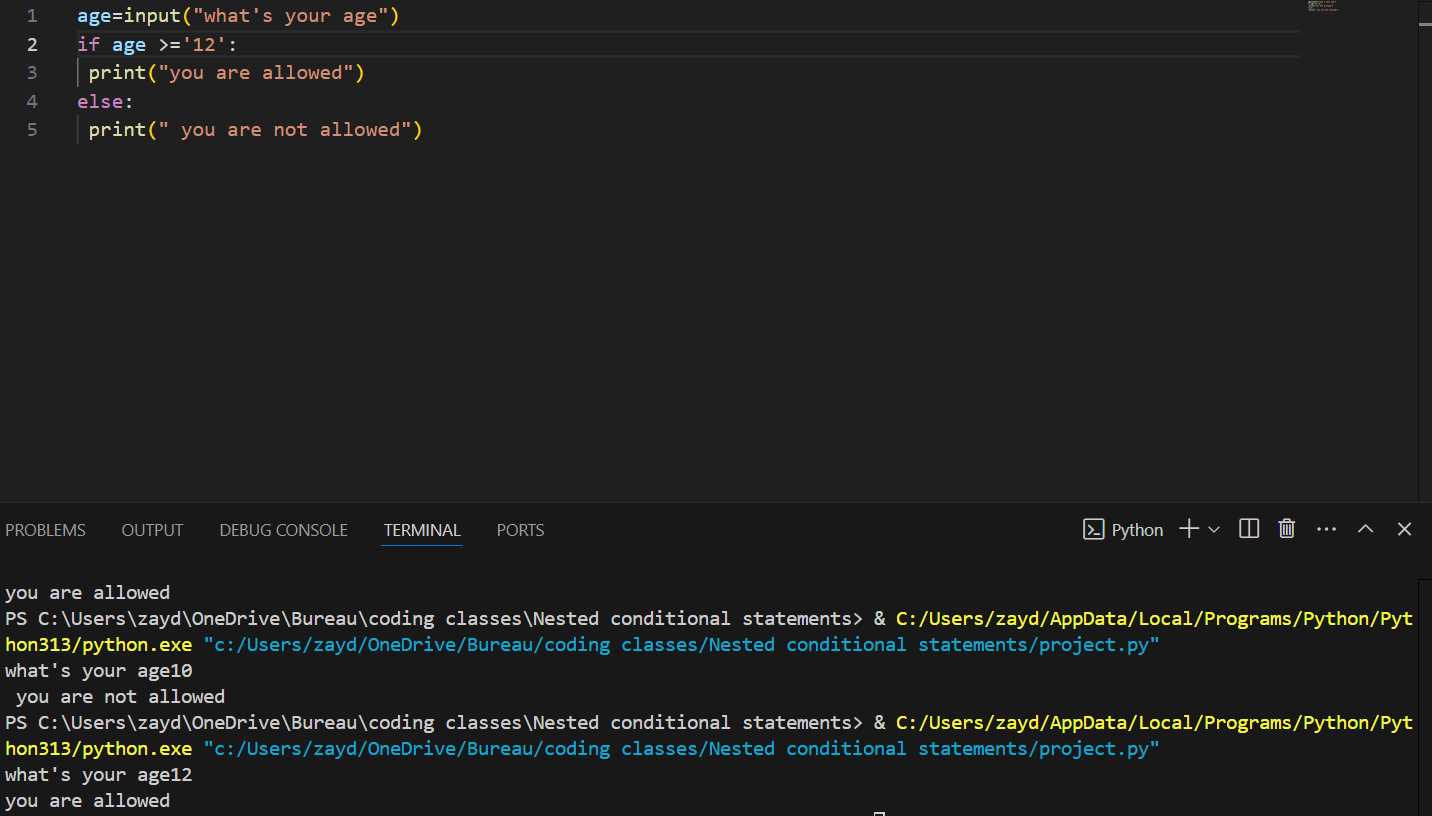 1 age=input("what's your age")
2 if age >='12':
3 print("you are allowed")
4 else:
5 print(" you are not allowed")
PROBLEMS OUTPUT DEBUG CONSOLE TERMINAL PORTS Python
you are allowed
PS C:\Users\zayd\OneDrive\Bureau\coding classes\Nested conditional statements> & C:/Users/zayd/AppData/Local/Programs/Python/Pyt
hon313/python.exe "c:/Users/zayd/OneDrive/Bureau/coding classes/Nested conditional statements/project.py"
what's your age10
 you are not allowed
PS C:\Users\zayd\OneDrive\Bureau\coding classes\Nested conditional statements> & C:/Users/zayd/AppData/Local/Programs/Python/Pyt
hon313/python.exe "c:/Users/zayd/OneDrive/Bureau/coding classes/Nested conditional statements/project.py"
what's your age12
you are allowed